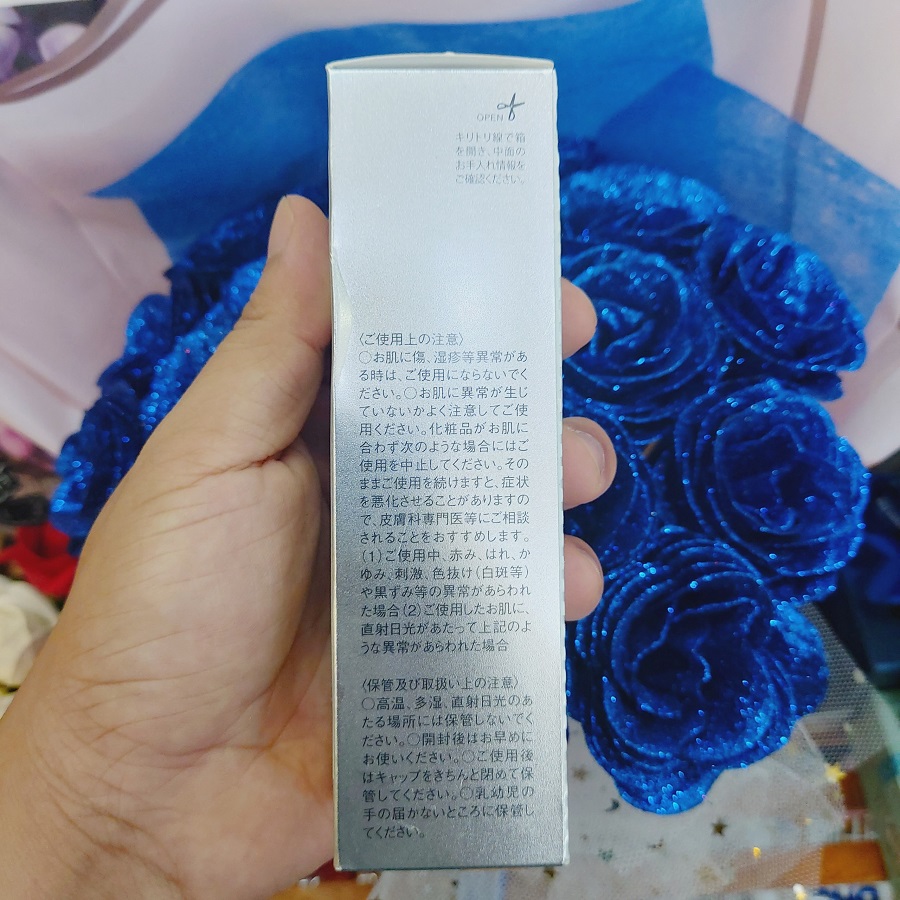 OPEN
キリトリ線で箱
を開き、中面の
お手入れ情報を
ご確認ください。
〈ご使用上の注意〉
○お肌に傷、湿疹等異常があ
る時は、ご使用にならないでく
ださい。○お肌に異常が生じ
ていないかよく注意してご使
用ください。化粧品がお肌に
合わず次のような場合にはご
使用を中止してください。その
ままご使用を続けますと、症状
を悪化させることがありますの
で、皮膚科専門医等にご相談
されることをおすすめします。
(1)ご使用中、赤み、はれ、か
ゆみ、刺激、色抜け(白斑等)
や黒ずみ等の異常があらわれ
た場合(2)ご使用したお肌に、
直射日光があたって上記のよ
うな異常があらわれた場合
〈保管及び取扱い上の注意〉
○高温、多湿、直射日光のあ
たる場所には保管しないでく
ださい。○開封後はお早めに
お使いください。○ご使用後
はキャップをきちんと閉めて保
管してください。○乳幼児の
手の届かないところに保管し
てください。